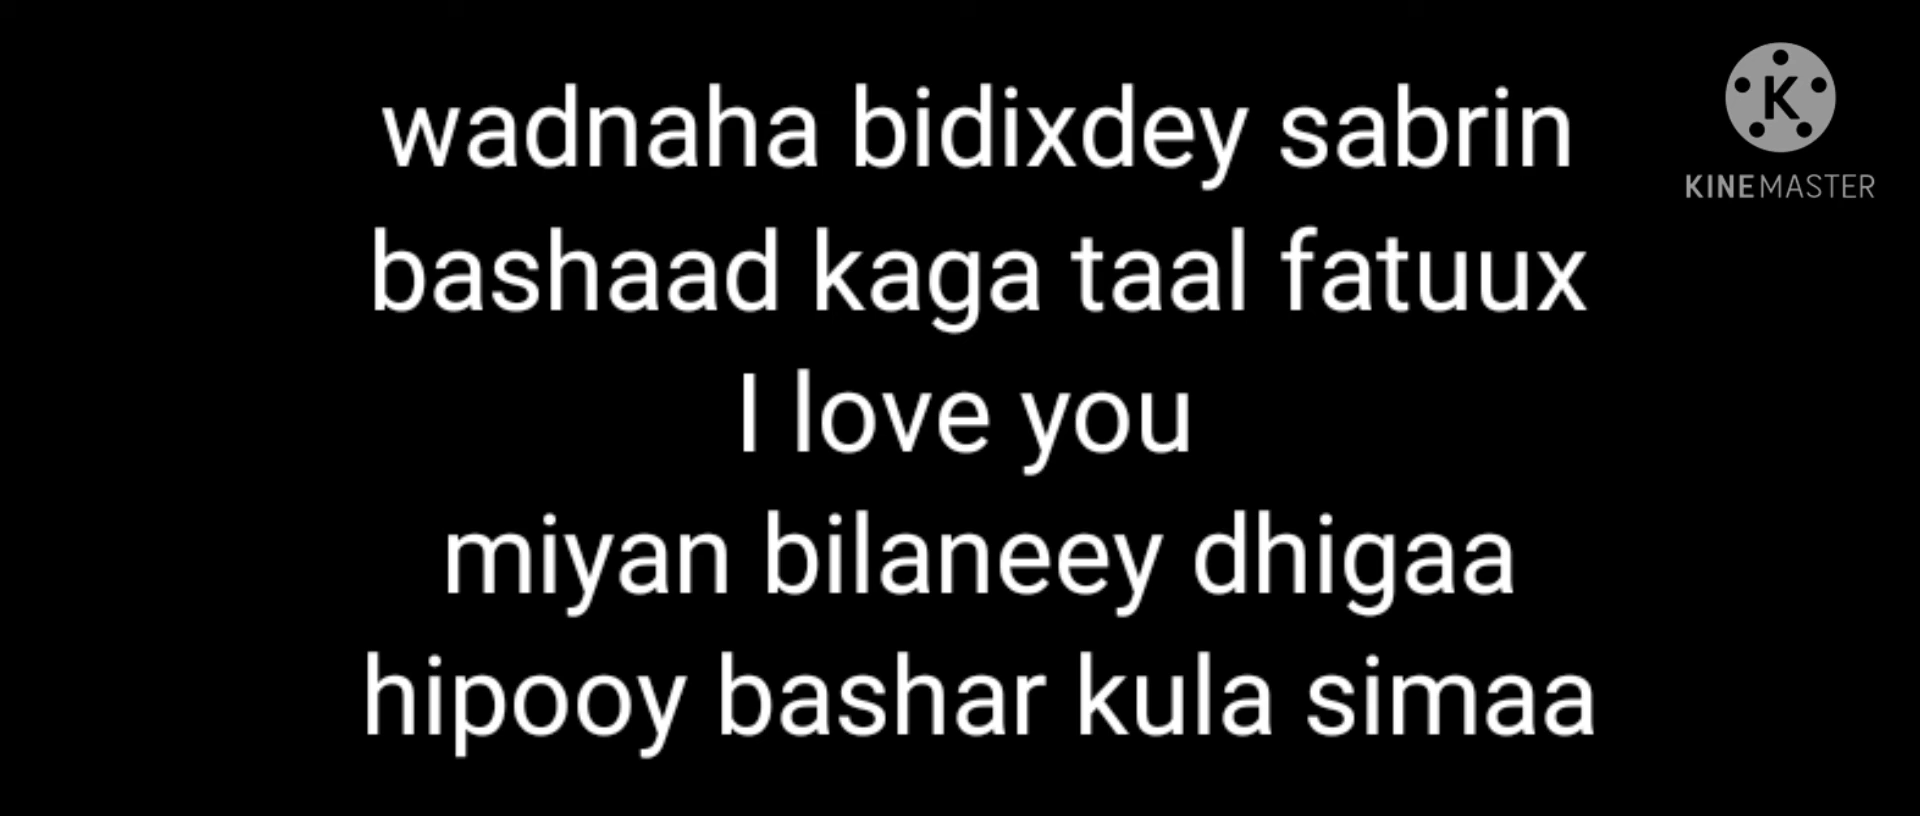 wadnaha bidixdey sabrin
bashaad kaga taal fatuux
I love you
miyan bilaneey dhigaa
hipooy bashar kula simaa
K
KINEMASTER